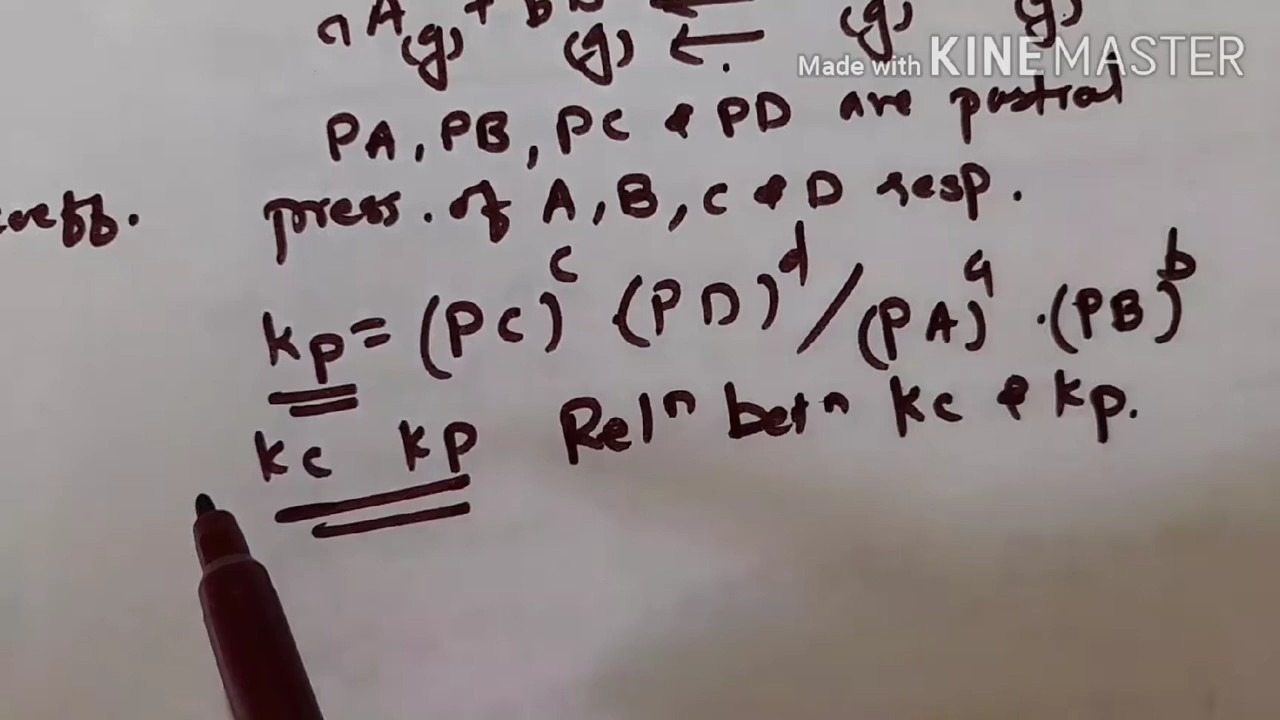 aA(g) + b (g) ← (g) (g)
Made with KINEMASTER
PA, PB, PC & PD are partial
coeff. press. of A, B, C & D resp.
kp = (PC)^c (PD)^d / (PA)^a . (PB)^b
kc kp Relⁿ betⁿ kc & kp.